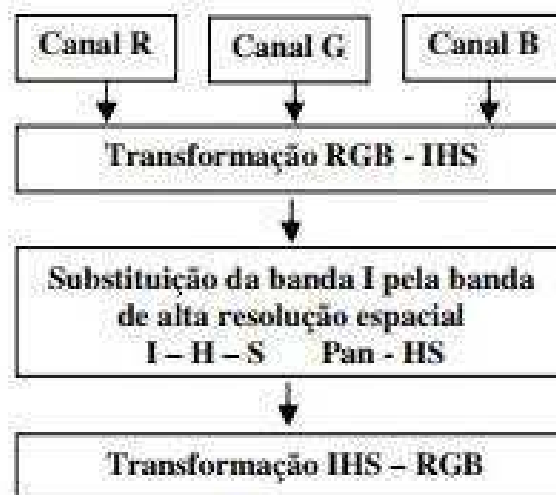 Canal R
Canal G
Canal B
Transformação RGB - IHS
Substituição da banda I pela banda
de alta resolução espacial
I – H – S Pan - HS
Transformação IHS – RGB